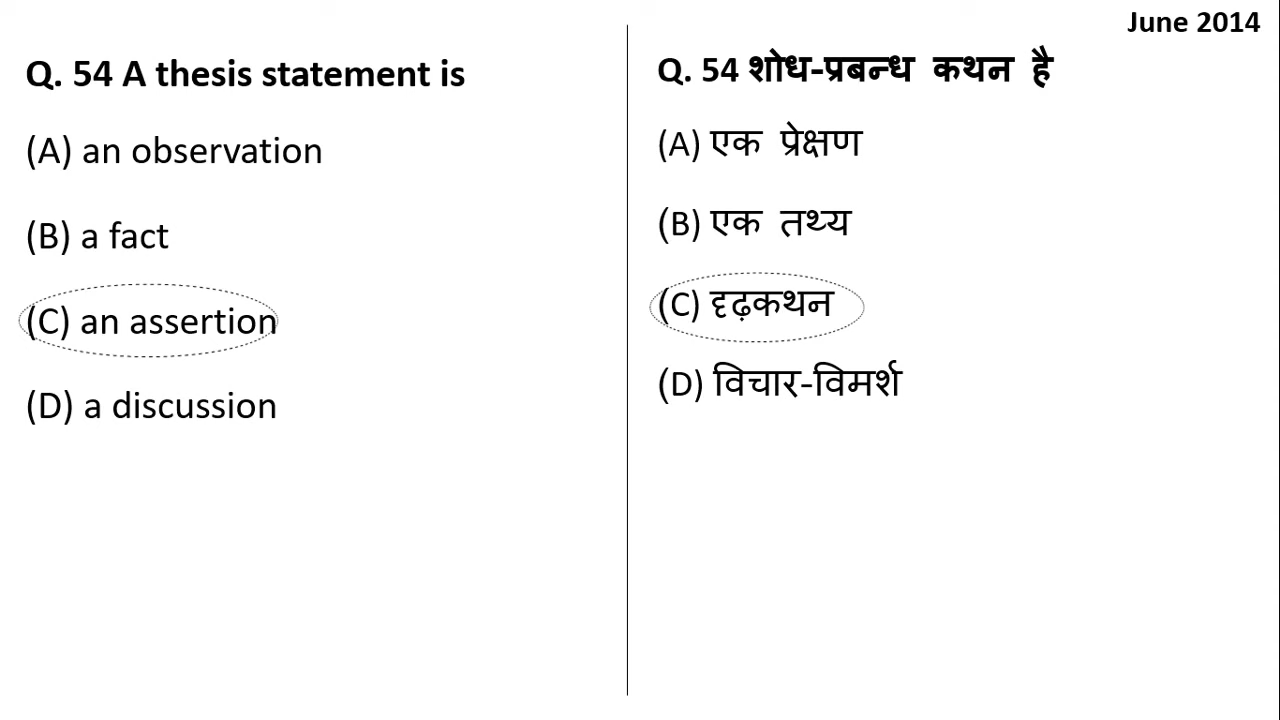 June 2014
Q. 54 A thesis statement is
(A) an observation
(B) a fact
(C) an assertion
(D) a discussion
Q. 54 शोध-प्रबन्ध कथन है
(A) एक प्रेक्षण
(B) एक तथ्य
(C) दृढ़कथन
(D) विचार-विमर्श